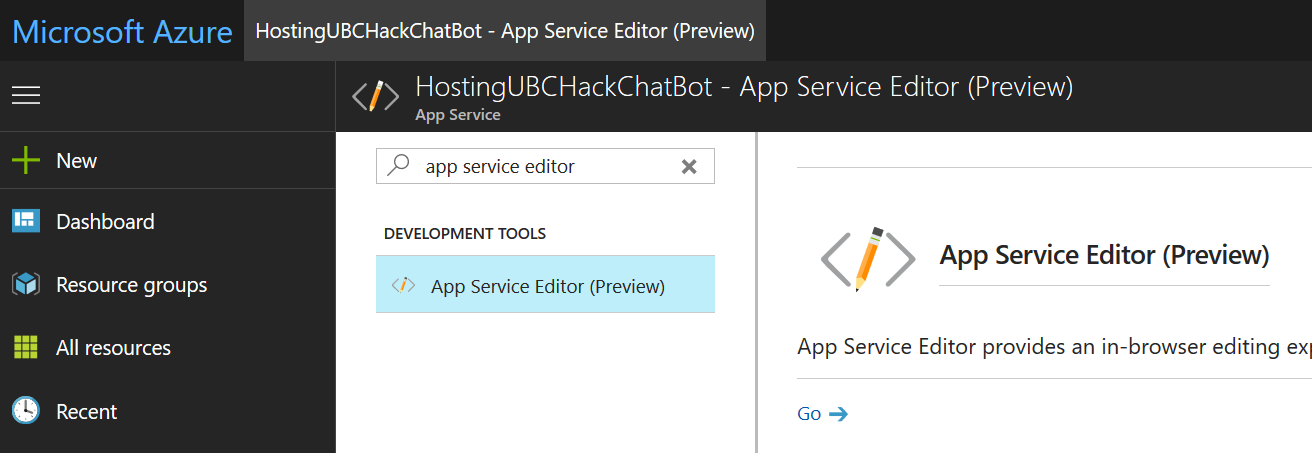 Microsoft Azure
HostingUBCHackChatBot - App Service Editor (Preview)
HostingUBCHackChatBot - App Service Editor (Preview)
App Service
New
Dashboard
Resource groups
All resources
Recent
app service editor
DEVELOPMENT TOOLS
App Service Editor (Preview)
App Service Editor (Preview)
App Service Editor provides an in-browser editing
Go